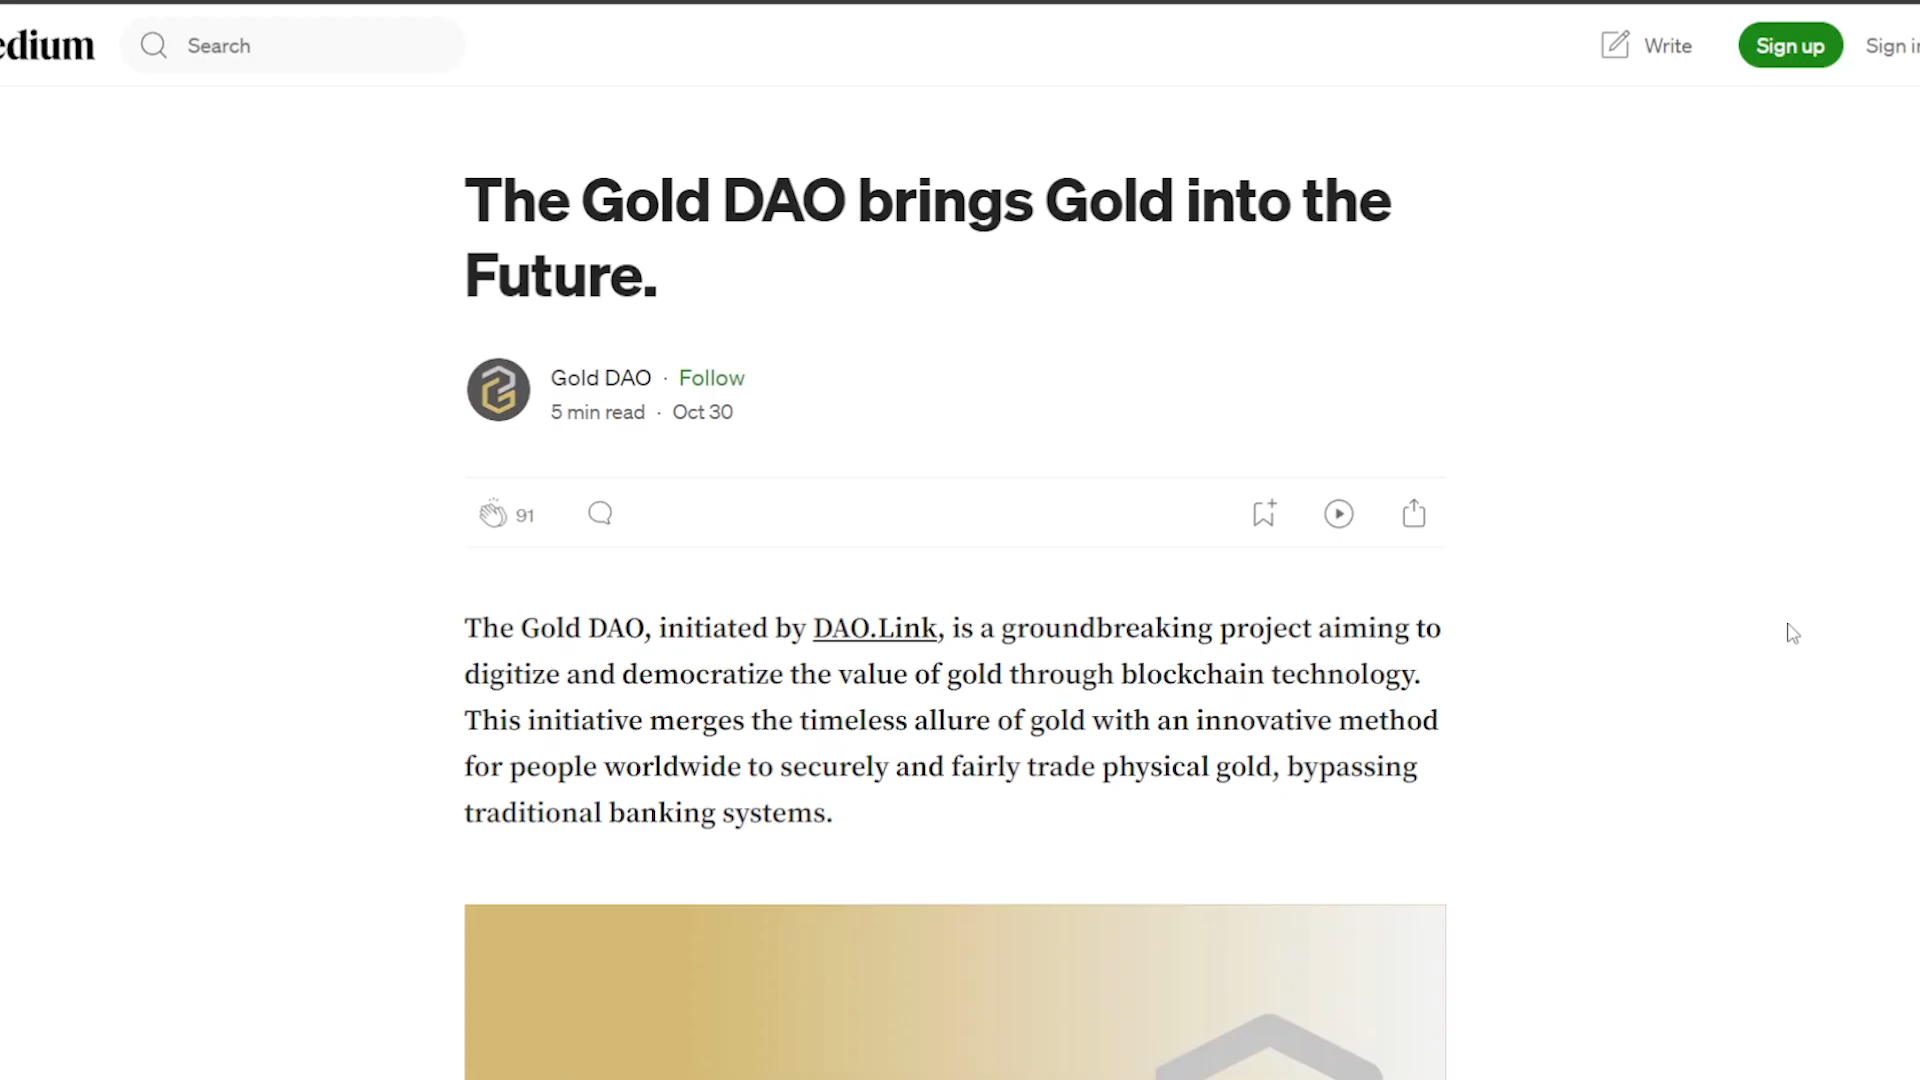 edium
Search
Write
Sign up
Sign in
The Gold DAO brings Gold into the
Future.
Gold DAO · Follow
5 min read · Oct 30
91
The Gold DAO, initiated by DAO.Link, is a groundbreaking project aiming to
digitize and democratize the value of gold through blockchain technology.
This initiative merges the timeless allure of gold with an innovative method
for people worldwide to securely and fairly trade physical gold, bypassing
traditional banking systems.